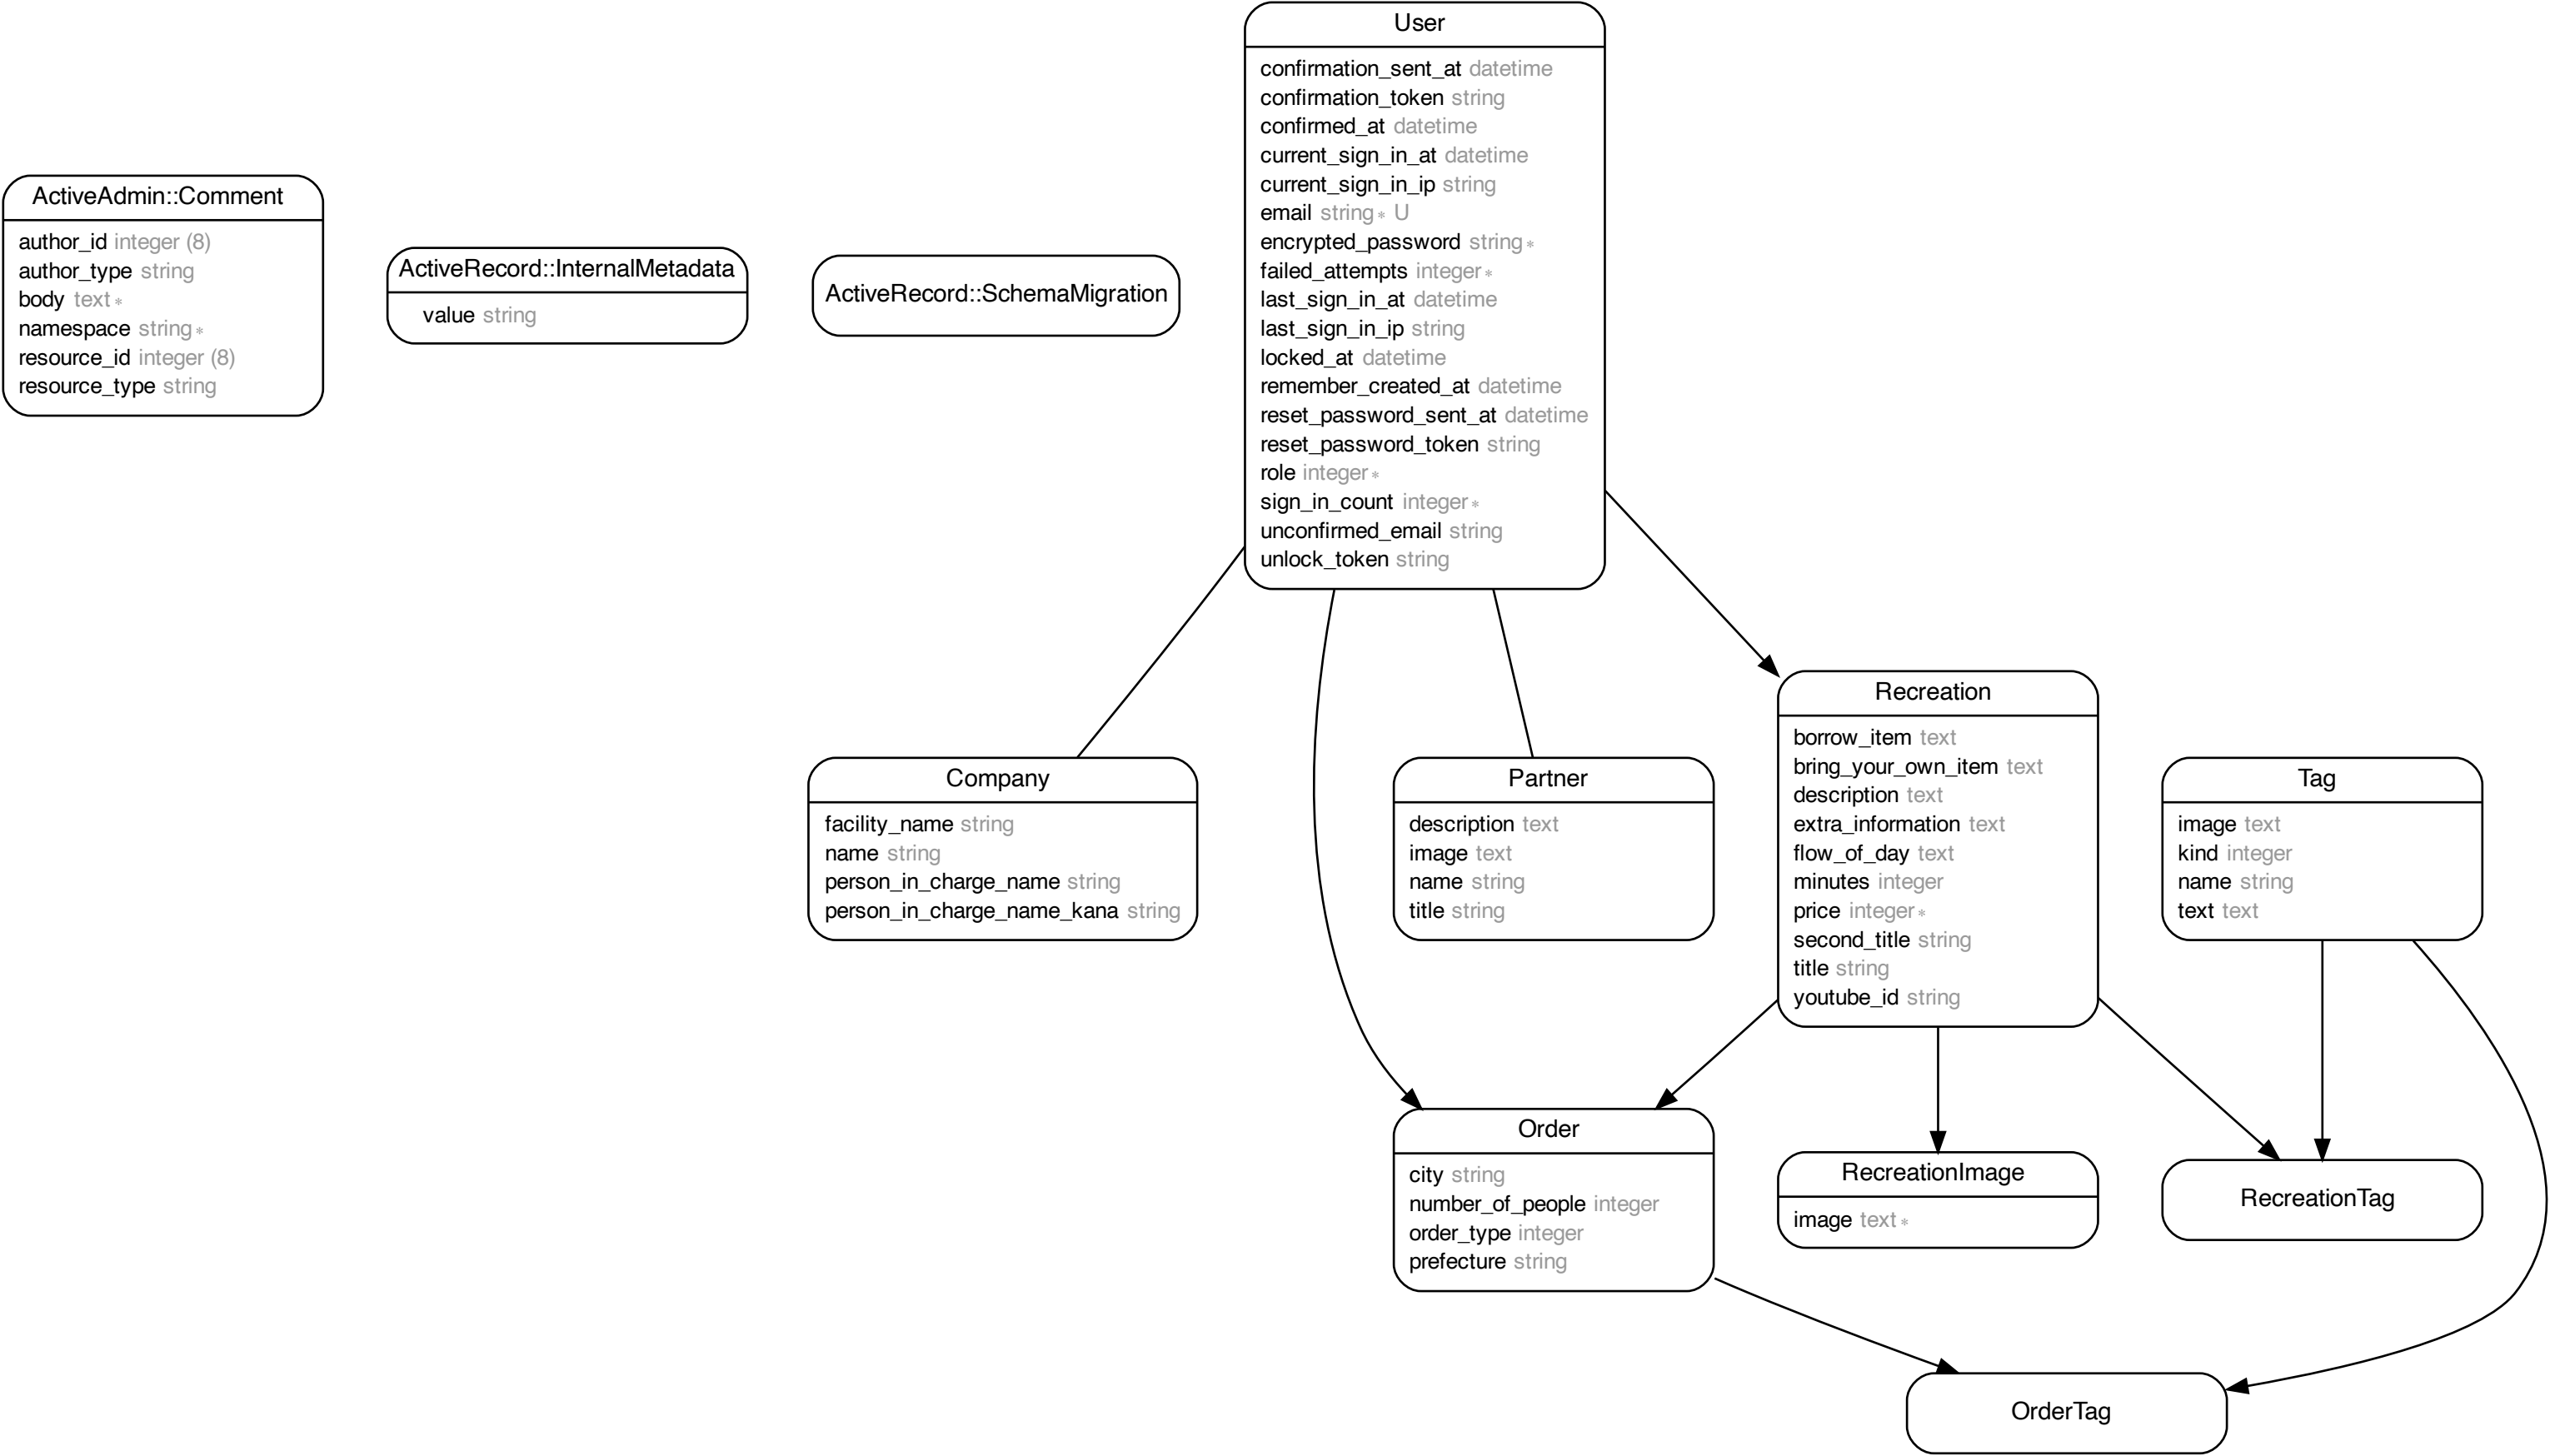 User
confirmation_sent_at datetime
confirmation_token string
confirmed_at datetime
current_sign_in_at datetime
current_sign_in_ip string
email string* U
encrypted_password string*
failed_attempts integer*
last_sign_in_at datetime
last_sign_in_ip string
locked_at datetime
remember_created_at datetime
reset_password_sent_at datetime
reset_password_token string
role integer*
sign_in_count integer*
unconfirmed_email string
unlock_token string
ActiveAdmin::Comment
author_id integer (8)
author_type string
body text*
namespace string*
resource_id integer (8)
resource_type string
ActiveRecord::InternalMetadata
value string
ActiveRecord::SchemaMigration
Company
facility_name string
name string
person_in_charge_name string
person_in_charge_name_kana string
Partner
description text
image text
name string
title string
Recreation
borrow_item text
bring_your_own_item text
description text
extra_information text
flow_of_day text
minutes integer
price integer*
second_title string
title string
youtube_id string
Tag
image text
kind integer
name string
text text
Order
city string
number_of_people integer
order_type integer
prefecture string
RecreationImage
image text*
RecreationTag
OrderTag